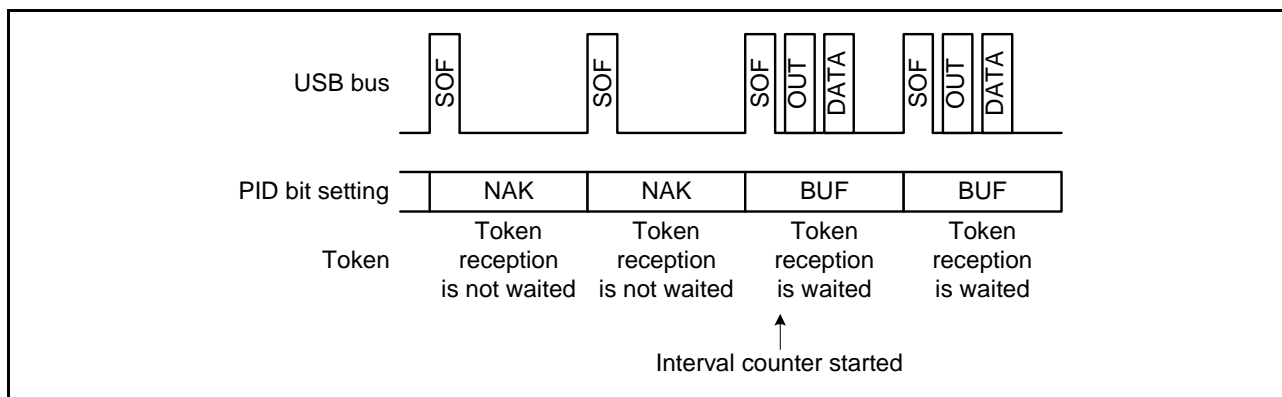 USB bus
SOF
SOF
SOF
OUT
DATA
SOF
OUT
DATA
PID bit setting
NAK
NAK
BUF
BUF
Token
Token
reception
is not waited
Token
reception
is not waited
Token
reception
is waited
Token
reception
is waited
Interval counter started